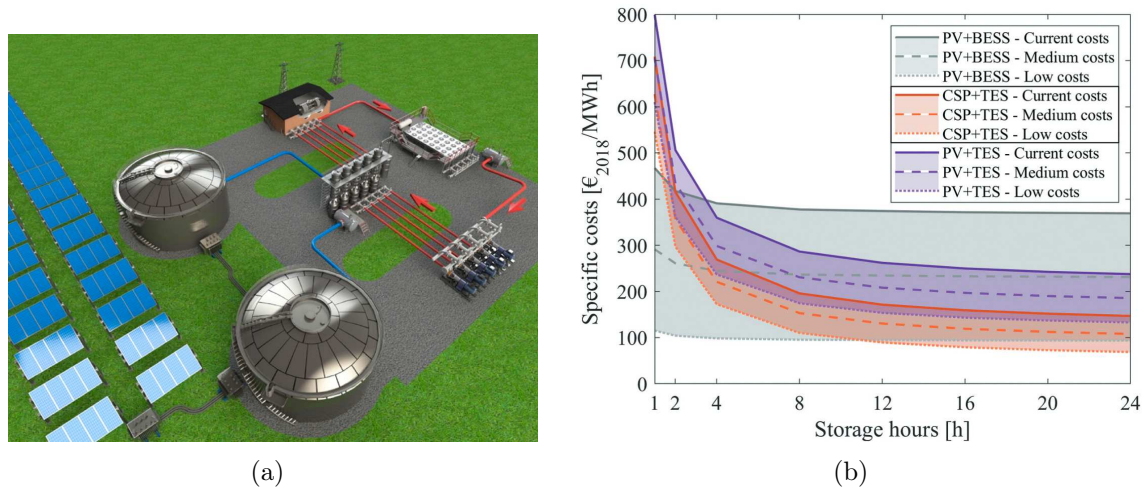 800
700
600
500
400
300
200
100
0
Specific costs [€2018/MWh]
PV+BESS - Current costs
PV+BESS - Medium costs
PV+BESS - Low costs
CSP+TES - Current costs
CSP+TES - Medium costs
CSP+TES - Low costs
PV+TES - Current costs
PV+TES - Medium costs
PV+TES - Low costs
1 2 4 8 12 16 20 24
Storage hours [h]
(a) (b)